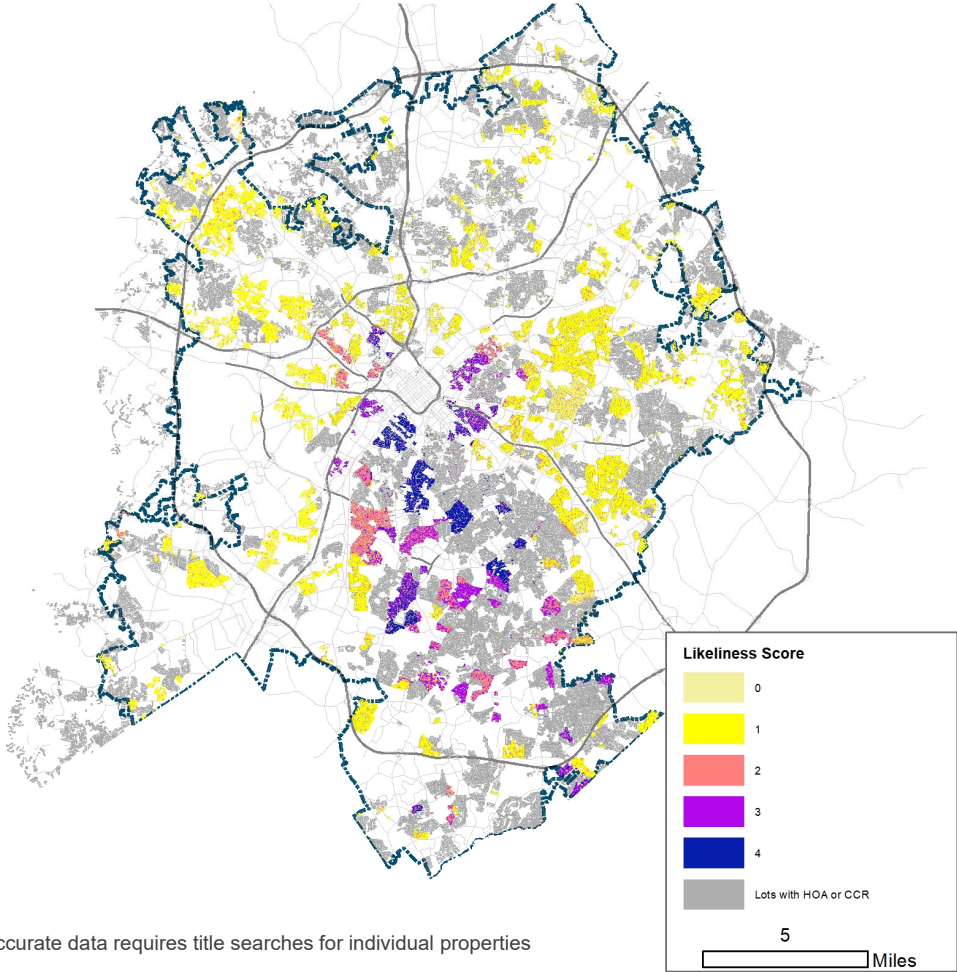 Likeliness Score
0
1
2
3
4
Lots with HOA or CCR
5
Miles
ccurate data requires title searches for individual properties